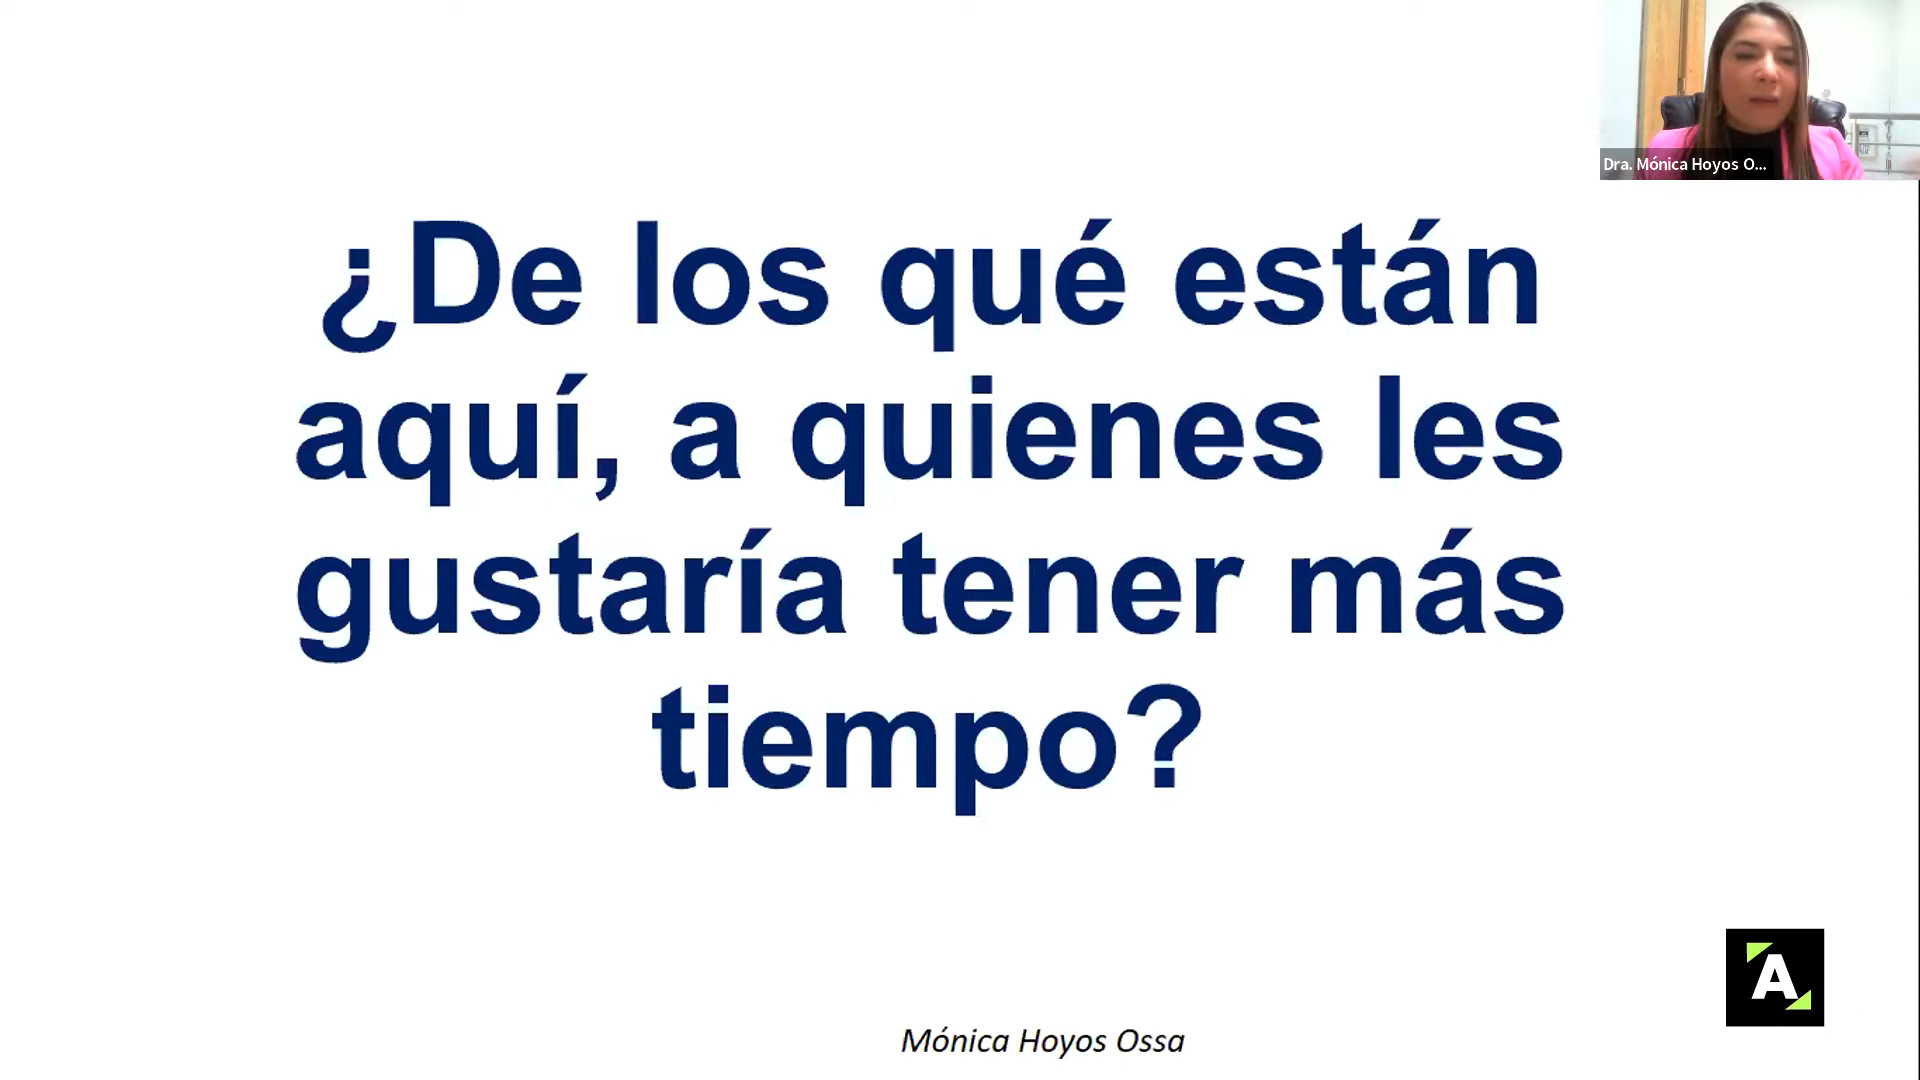 Dra. Mónica Hoyos O...
¿De los qué están
aquí, a quienes les
gustaría tener más
tiempo?
A
Mónica Hoyos Ossa